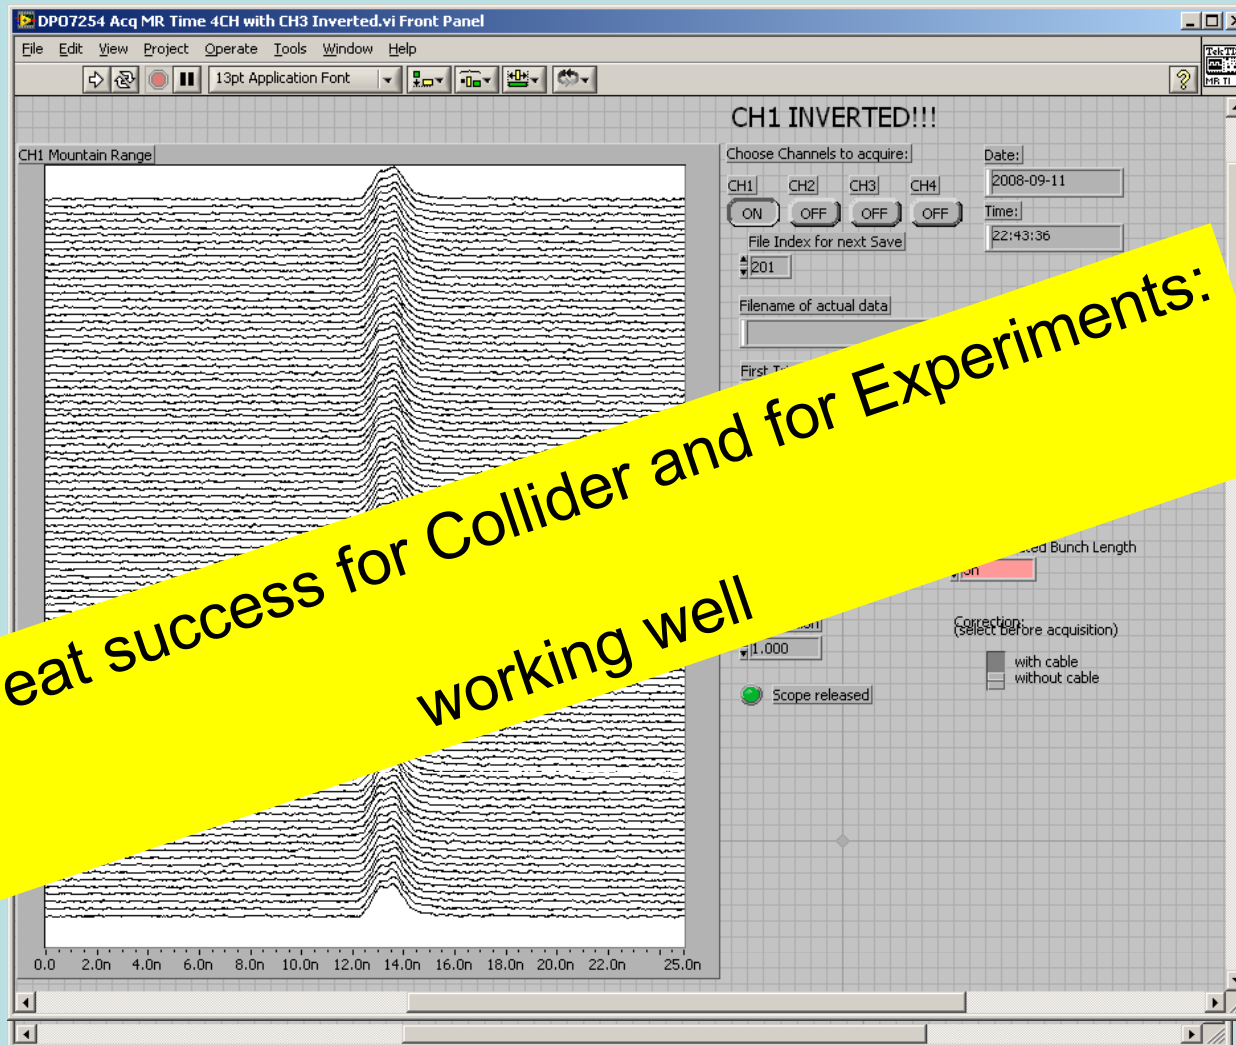 DPO7254 Acq MR Time 4CH with CH3 Inverted.vi Front Panel
File Edit View Project Operate Tools Window Help
13pt Application Font
MR TI
CH1 INVERTED!!!
CH1 Mountain Range
Choose Channels to acquire:
Date:
2008-09-11
CH1 CH2 CH3 CH4
ON OFF OFF OFF
Time:
22:43:36
File Index for next Save
201
Filename of actual data
First
eat success for Collider and for Experiments:
working well
Bunch Length
1.000
Correction:
(select before acquisition)
with cable
without cable
Scope released
0.0 2.0n 4.0n 6.0n 8.0n 10.0n 12.0n 14.0n 16.0n 18.0n 20.0n 22.0n 25.0n